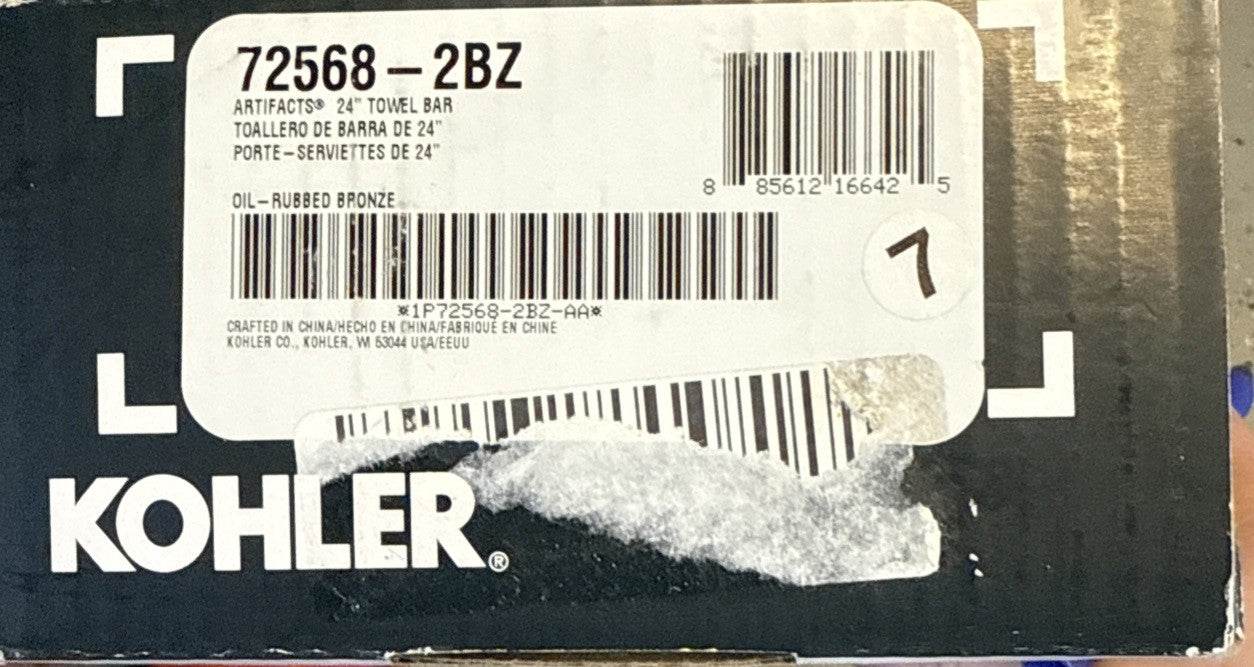 72568-2BZ
ARTIFACTS® 24" TOWEL BAR
TOALLERO DE BARRA DE 24"
PORTE-SERVIETTES DE 24"
OIL-RUBBED BRONZE
8 85612 16642 5
7
*1P72568-2BZ-AA*
CRAFTED IN CHINA/HECHO EN CHINA/FABRIQUÉ EN CHINE
KOHLER CO., KOHLER, WI 53044 USA/EEUU
KOHLER®